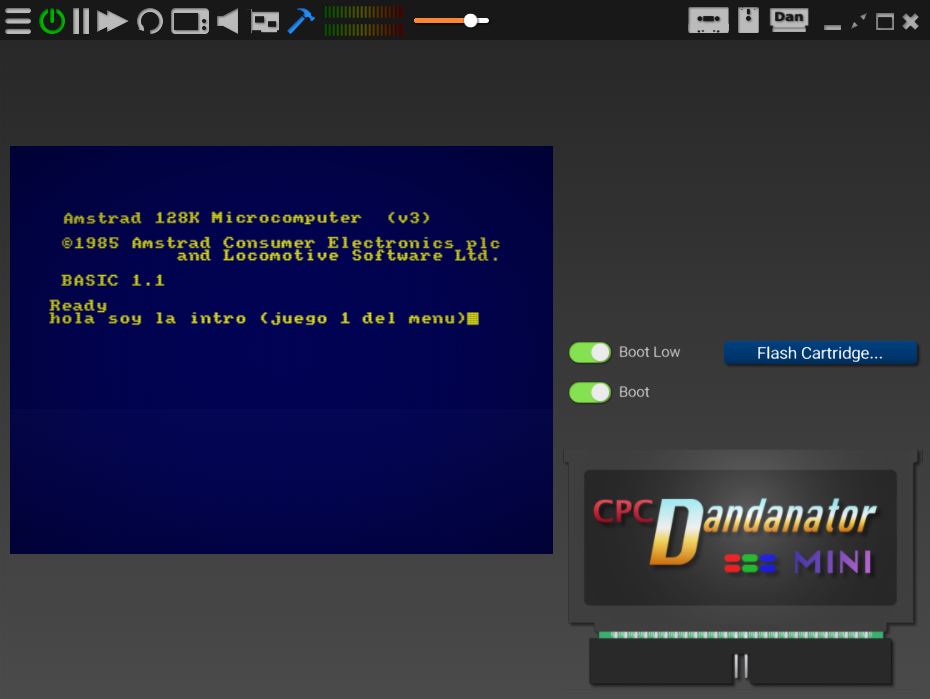 Dan
Amstrad 128K Microcomputer (v3)
©1985 Amstrad Consumer Electronics plc
and Locomotive Software Ltd.
BASIC 1.1
Ready
hola soy la intro (juego 1 del menu)
Boot Low
Flash Cartridge...
Boot
CPC Dandanator
MINI